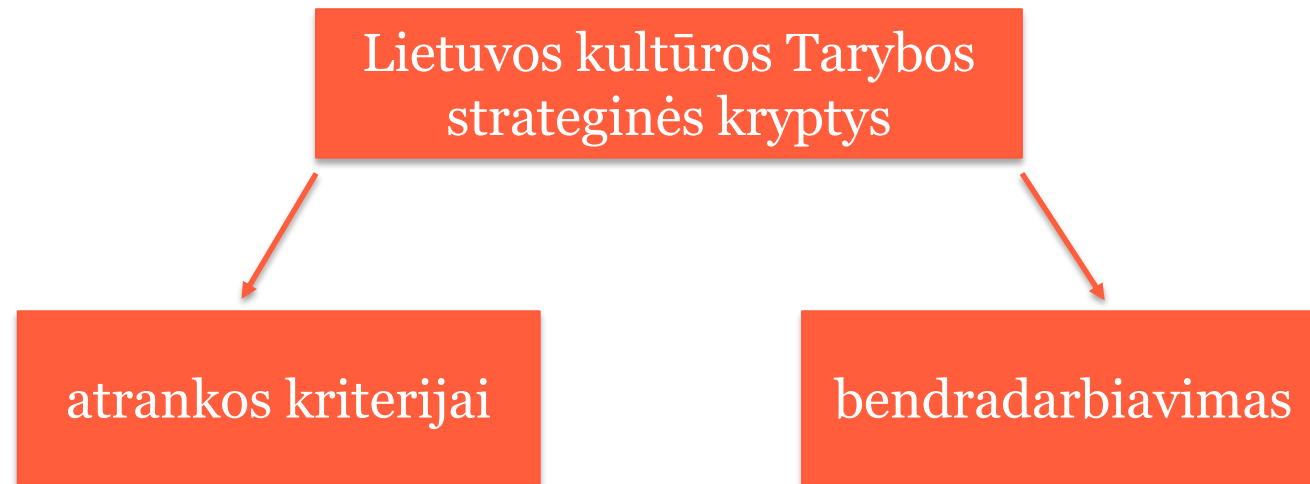 Lietuvos kultūros Tarybos
strateginės kryptys
atrankos kriterijai
bendradarbiavimas